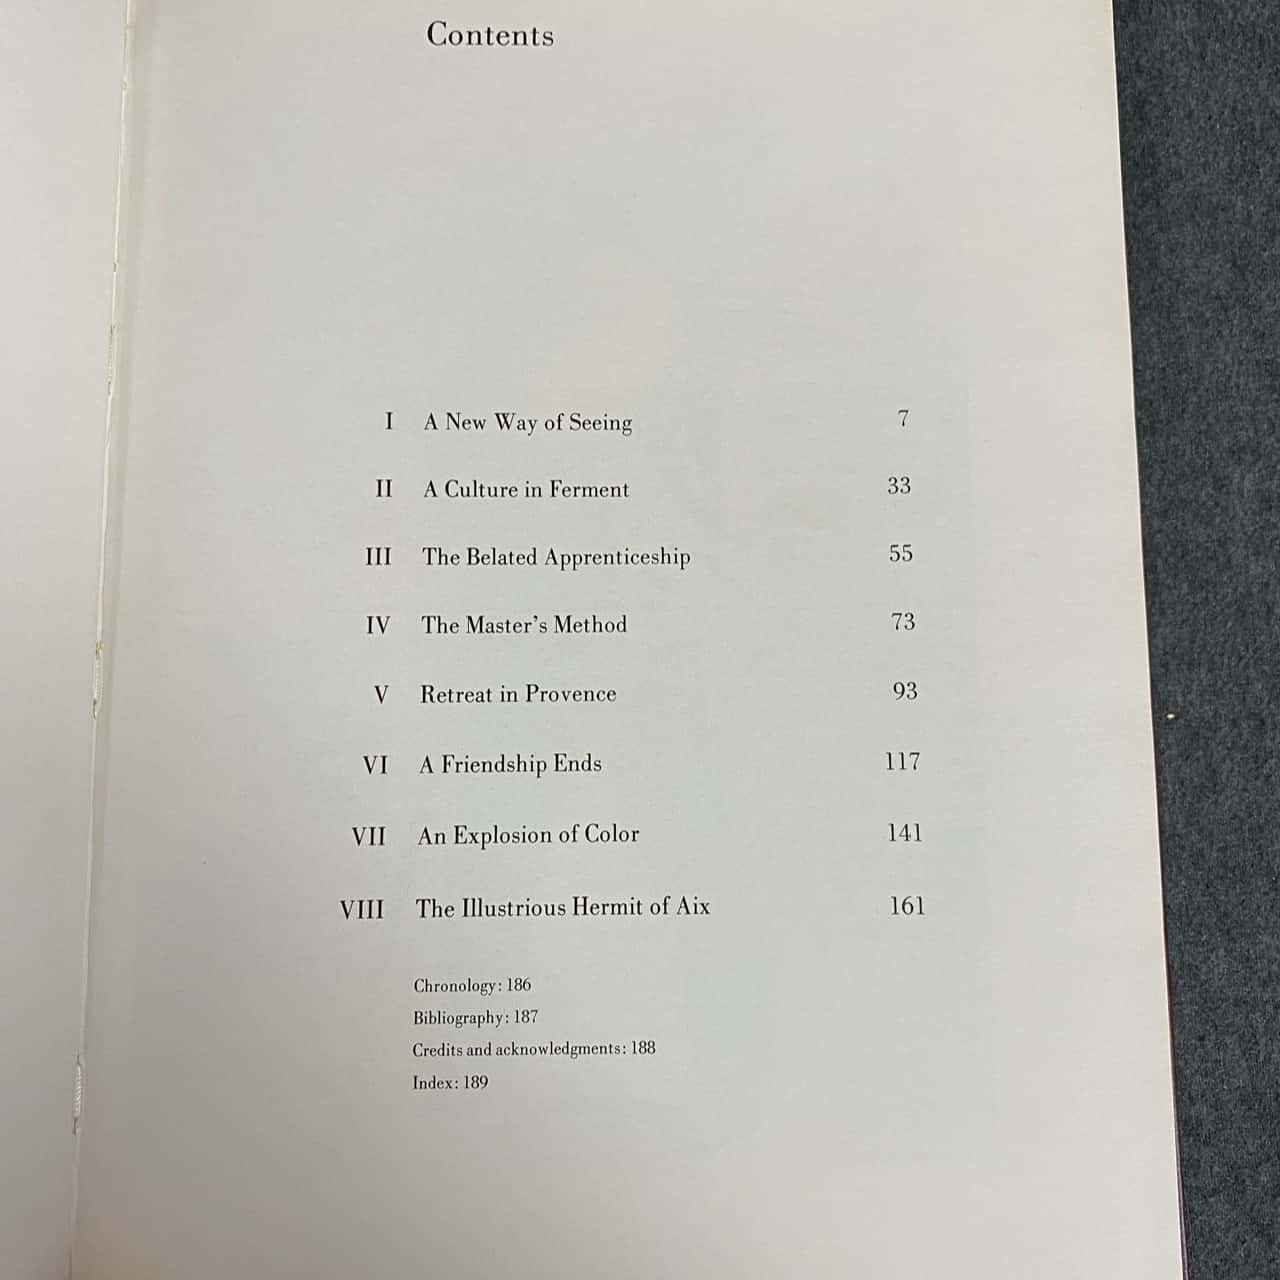 Contents
I A New Way of Seeing 7
II A Culture in Ferment 33
III The Belated Apprenticeship 55
IV The Master's Method 73
V Retreat in Provence 93
VI A Friendship Ends 117
VII An Explosion of Color 141
VIII The Illustrious Hermit of Aix 161
Chronology: 186
Bibliography: 187
Credits and acknowledgments: 188
Index: 189